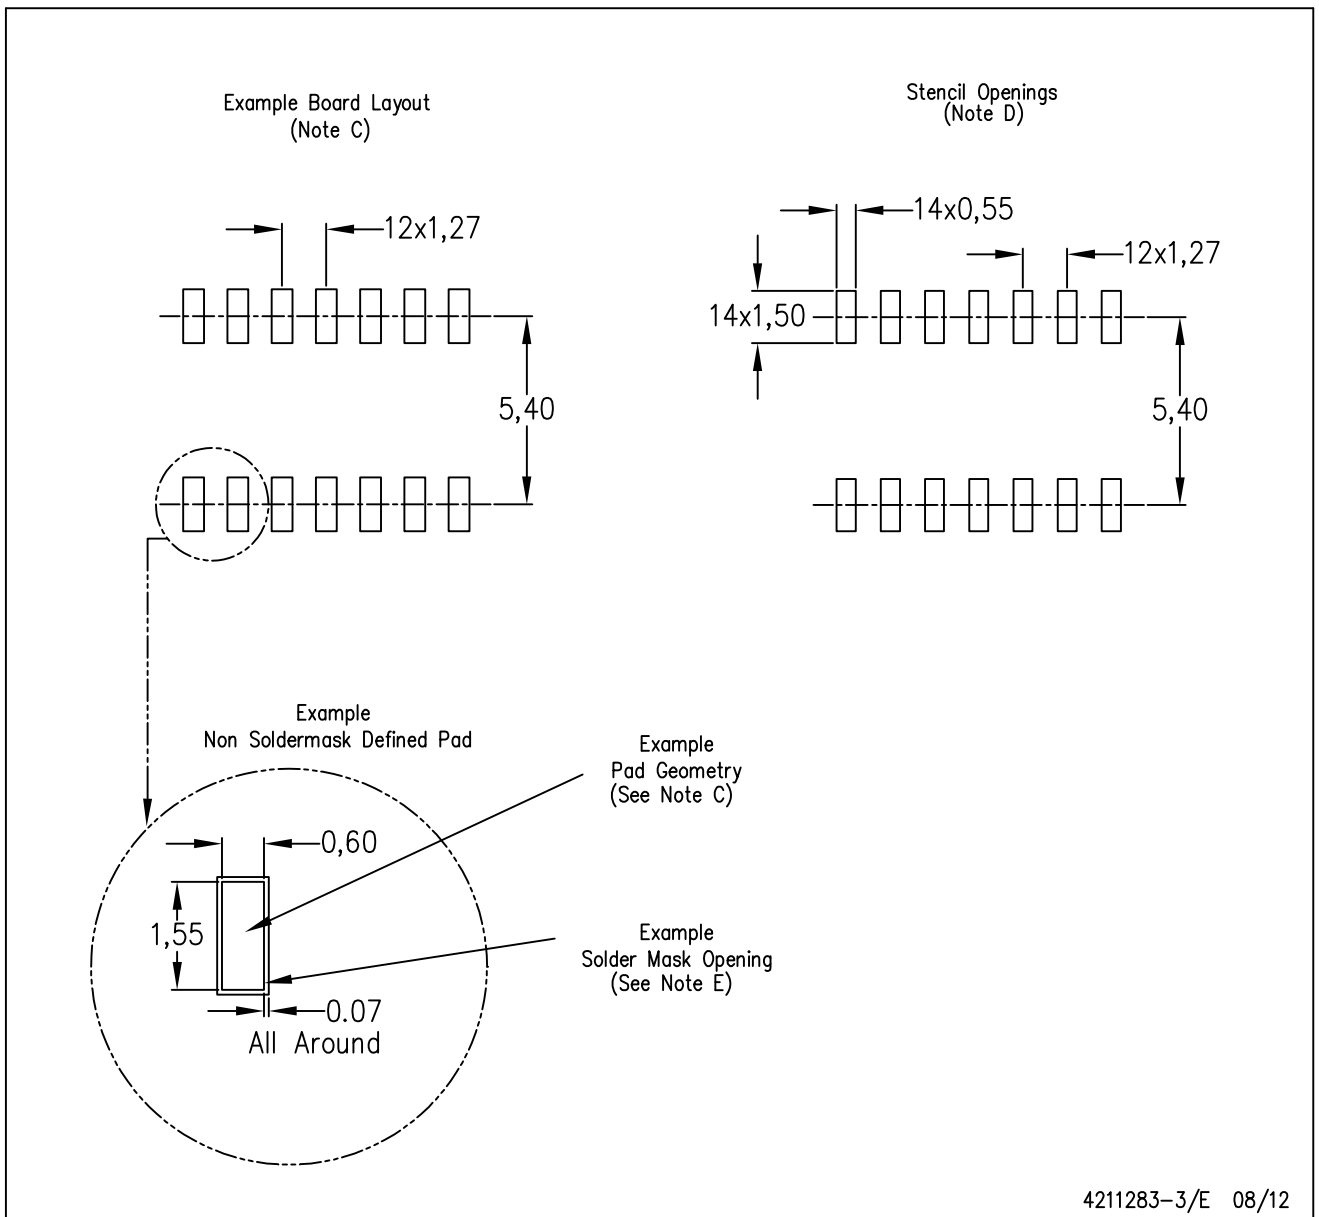 Example Board Layout
(Note C)
Stencil Openings
(Note D)
12x1,27
14x0,55
12x1,27
14x1,50
5,40
5,40
Example
Non Soldermask Defined Pad
Example
Pad Geometry
(See Note C)
0,60
1,55
Example
Solder Mask Opening
(See Note E)
0.07
All Around
4211283-3/E 08/12